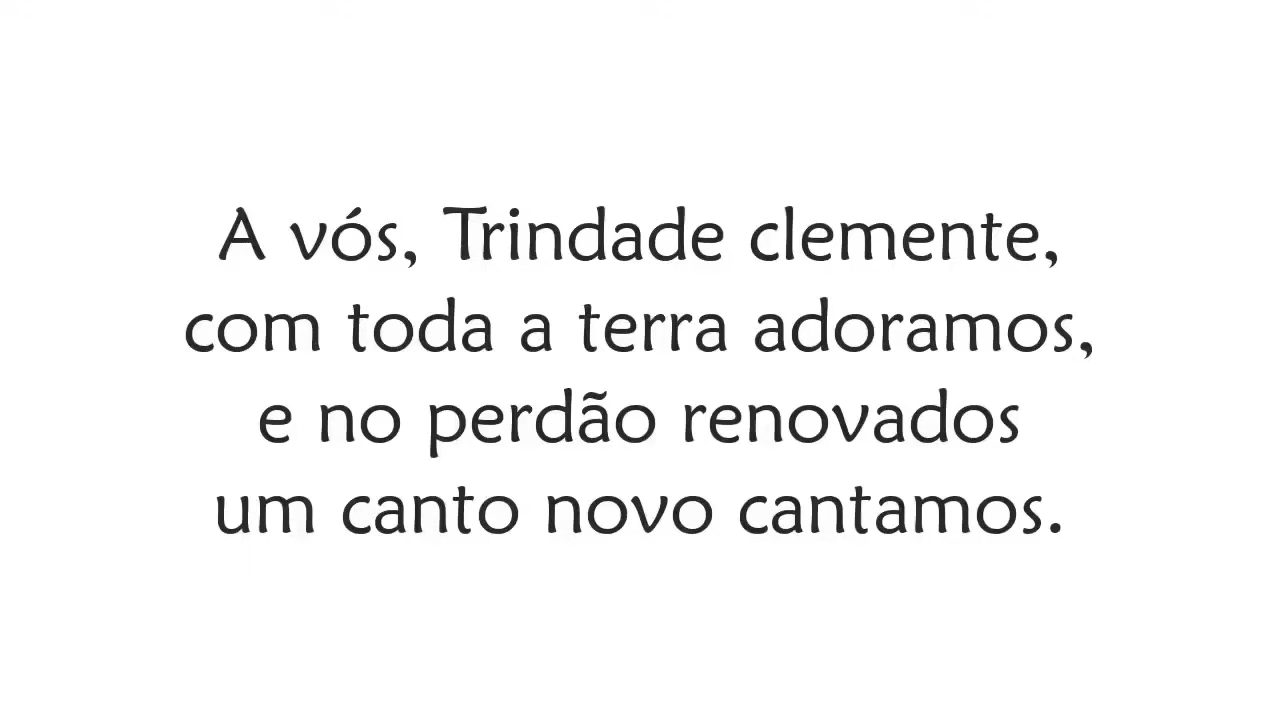 A vós, Trindade clemente,
com toda a terra adoramos,
e no perdão renovados
um canto novo cantamos.